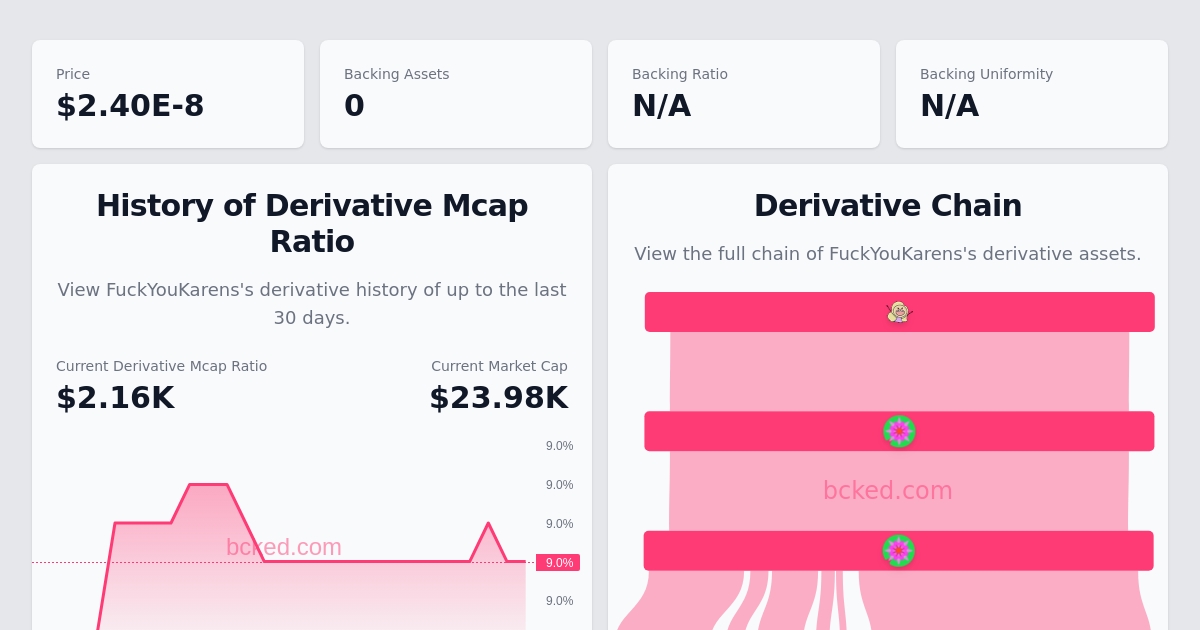 Price
$2.40E-8
Backing Assets
0
Backing Ratio
N/A
Backing Uniformity
N/A
History of Derivative Mcap
Ratio
View FuckYouKarens's derivative history of up to the last
30 days.
Current Derivative Mcap Ratio
$2.16K
Current Market Cap
$23.98K
9.0%
9.0%
9.0%
9.0%
9.0%
bcked.com
Derivative Chain
View the full chain of FuckYouKarens's derivative assets.
bcked.com